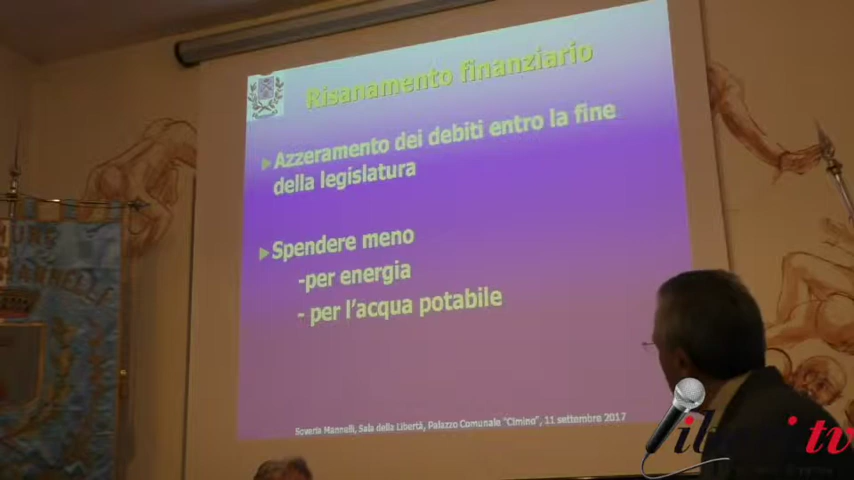 Risanamento finanziario
Azzeramento dei debiti entro la fine
della legislatura
Spendere meno
-per energia
- per l'acqua potabile
Soveria Mannelli, Sala della Libertà, Palazzo Comunale "Cimino", 11 settembre 2017